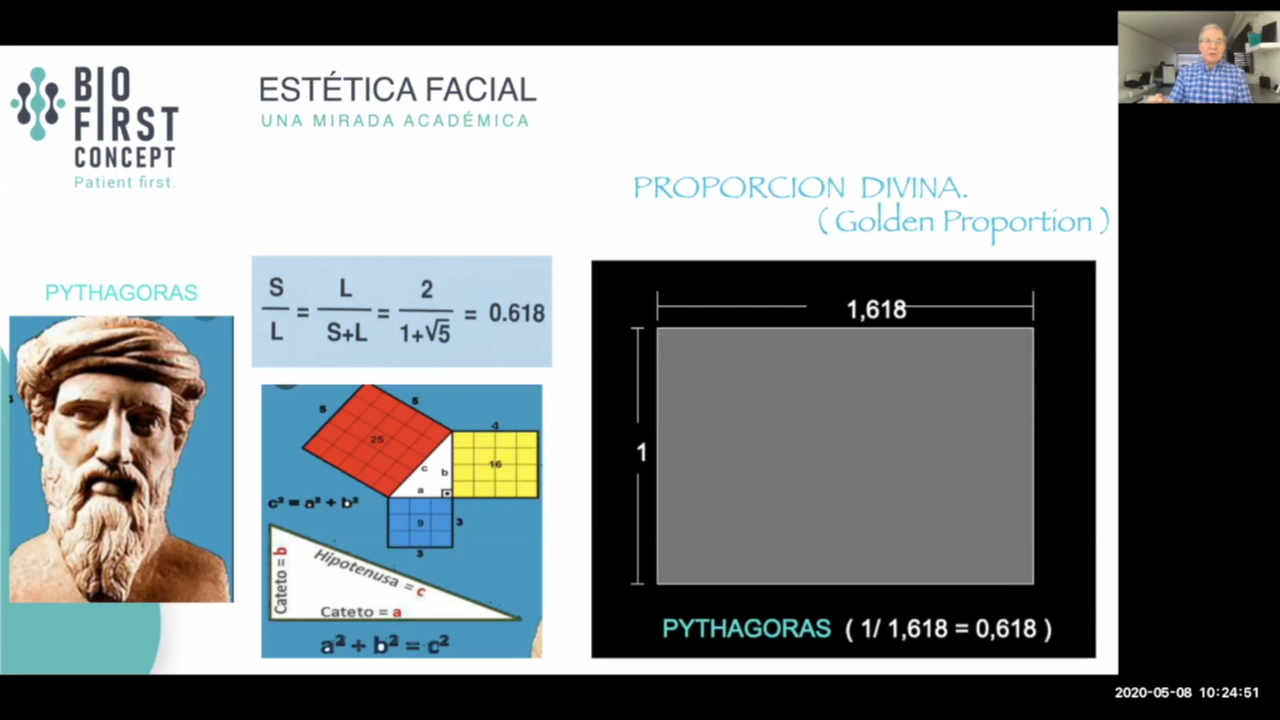 BIO
FIRST
CONCEPT
Patient first.
ESTÉTICA FACIAL
UNA MIRADA ACADÉMICA
PROPORCION DIVINA.
( Golden Proportion )
PYTHAGORAS
S/L = L/S+L = 2/1+√5 = 0.618
5 5
25
4
16
c b
a
c² = a² + b²
9 3
3
Cateto = b
Hipotenusa = c
Cateto = a
a² + b² = c²
1,618
1
PYTHAGORAS ( 1/ 1,618 = 0,618 )
2020-05-08 10:24:51